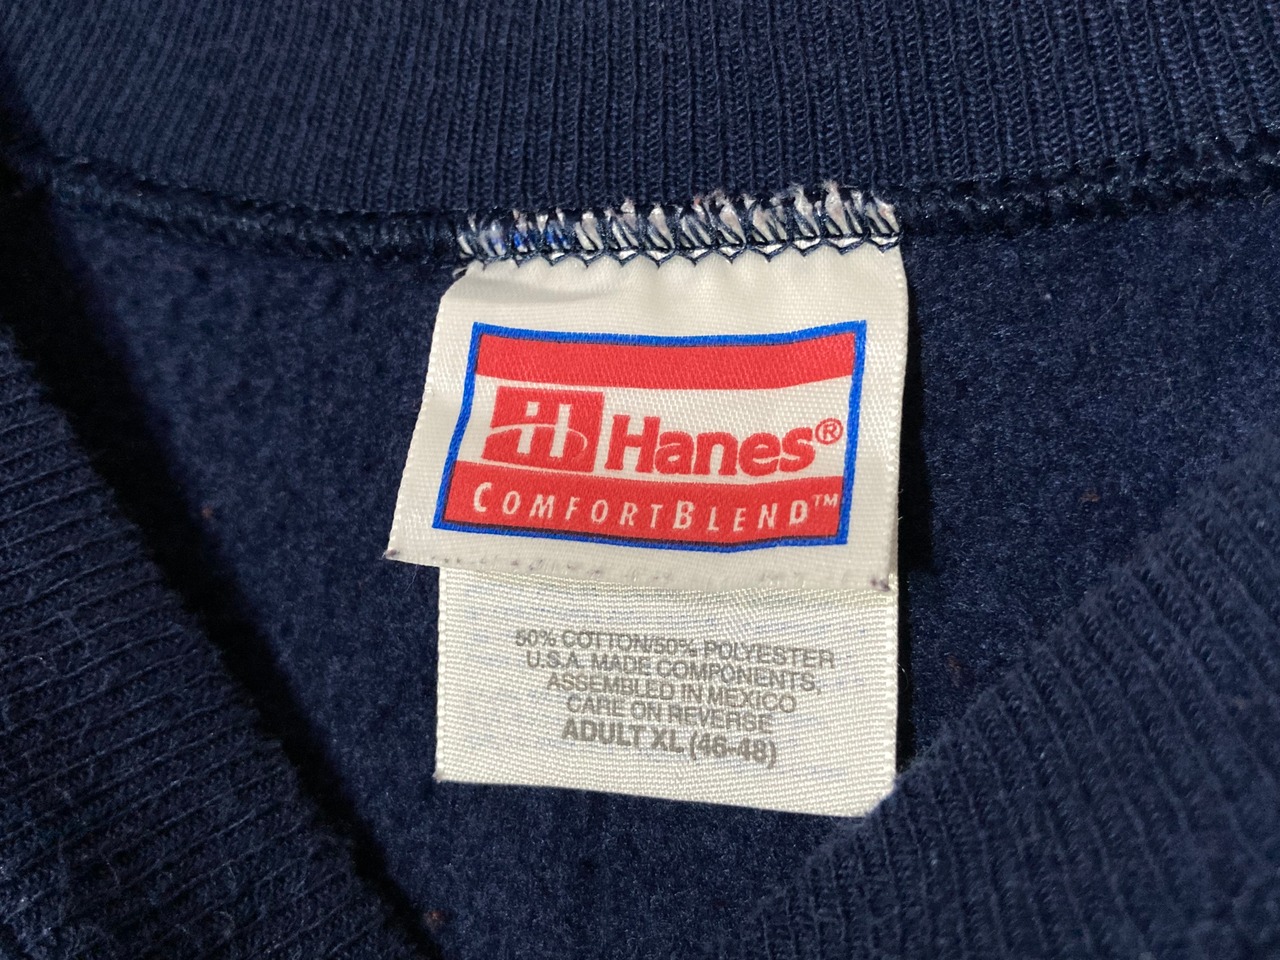 Hanes®
COMFORTBLEND™
50% COTTON/50% POLYESTER
U.S.A. MADE COMPONENTS,
ASSEMBLED IN MEXICO
CARE ON REVERSE
ADULT XL (46-48)